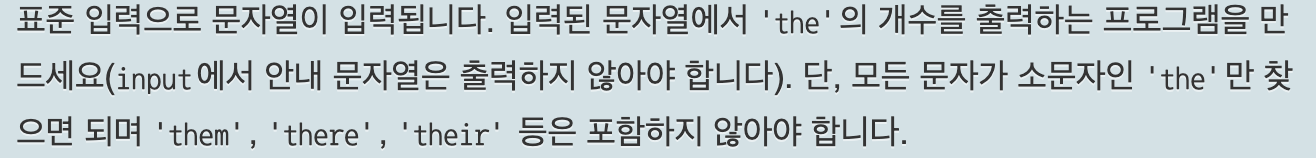 표준 입력으로 문자열이 입력됩니다. 입력된 문자열에서 'the'의 개수를 출력하는 프로그램을 만
드세요(input에서 안내 문자열은 출력하지 않아야 합니다). 단, 모든 문자가 소문자인 'the'만 찾
으면 되며 'them', 'there', 'their' 등은 포함하지 않아야 합니다.